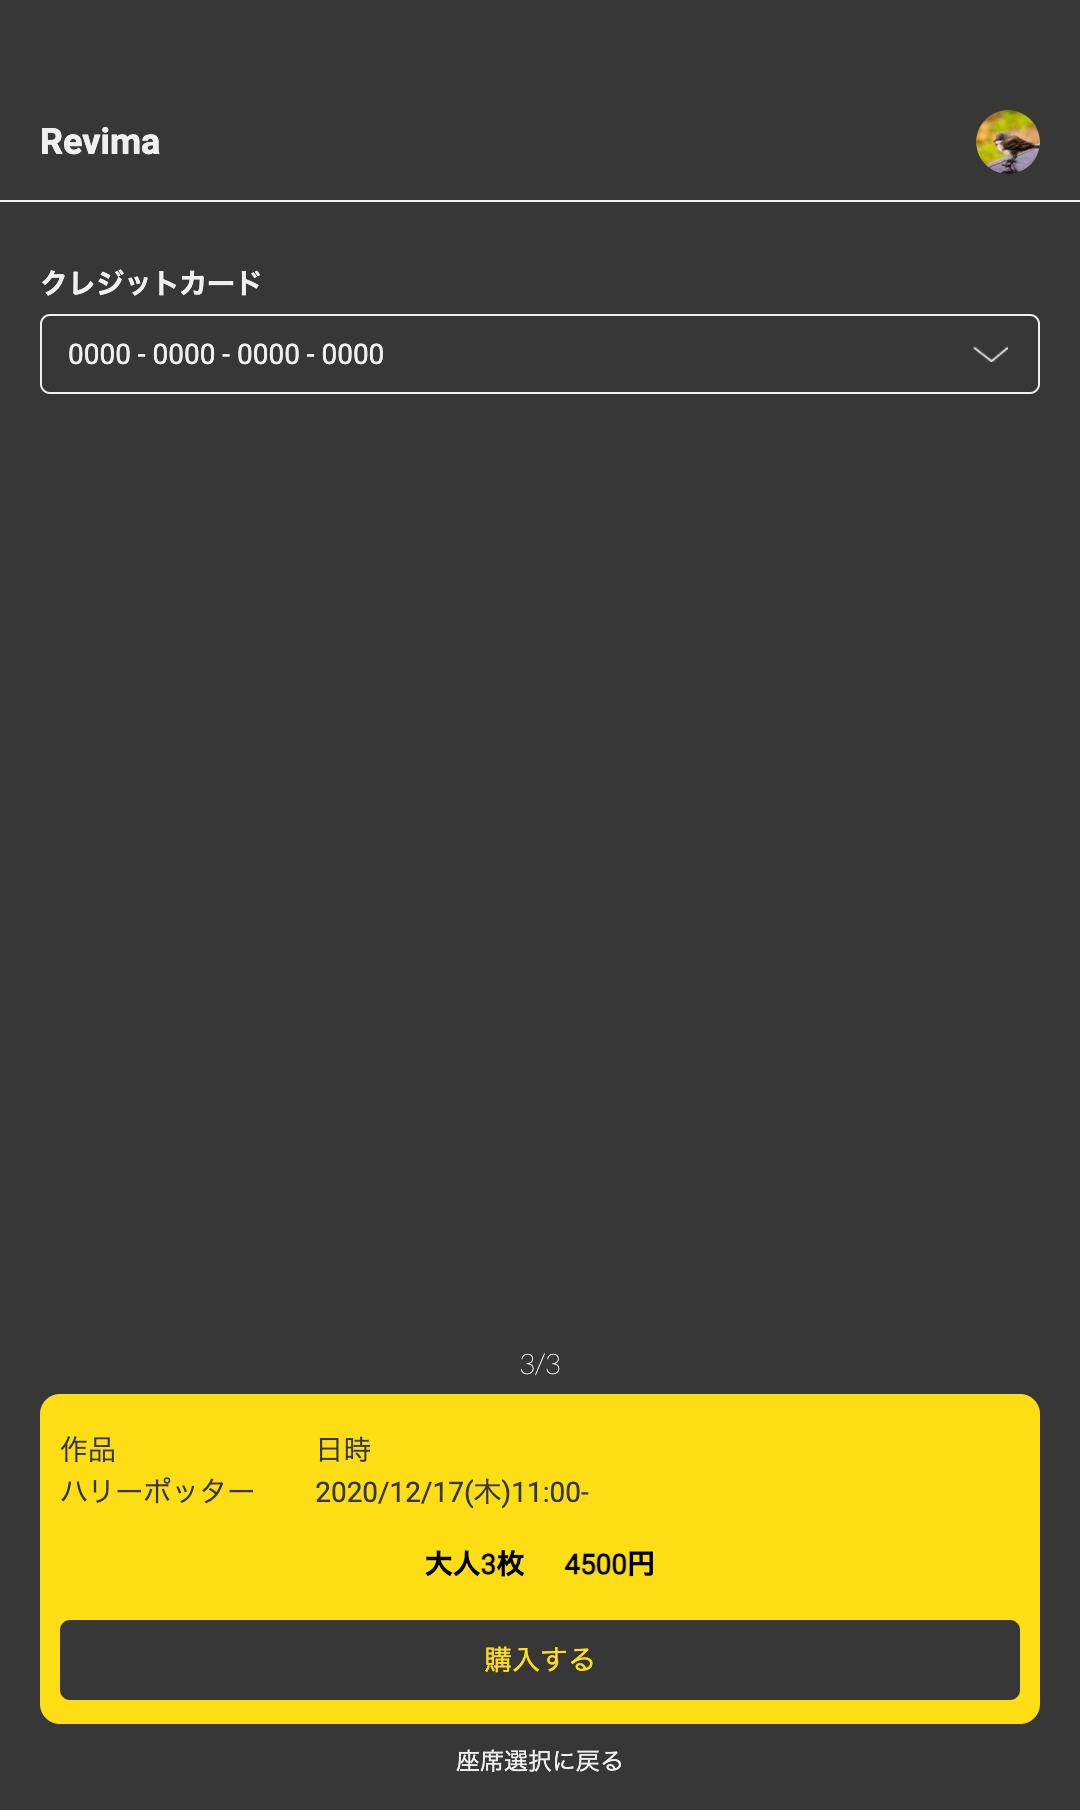 Revima
クレジットカード
0000 - 0000 - 0000 - 0000
3/3
作品 日時
ハリーポッター 2020/12/17(木)11:00-
大人3枚 4500円
購入する
座席選択に戻る